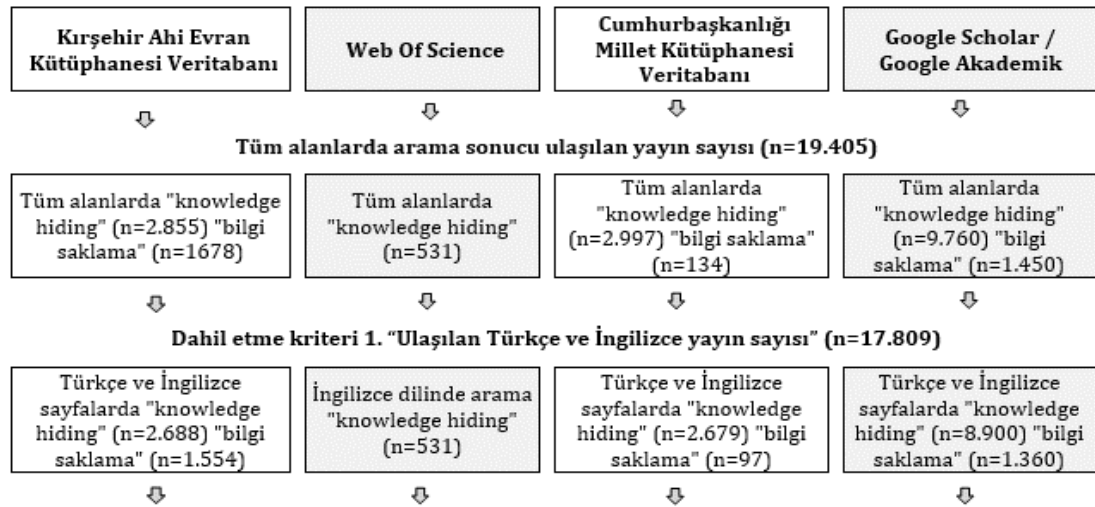 Kırşehir Ahi Evran
Kütüphanesi Veritabanı
Web Of Science
Cumhurbaşkanlığı
Millet Kütüphanesi
Veritabanı
Google Scholar /
Google Akademik
Tüm alanlarda arama sonucu ulaşılan yayın sayısı (n=19.405)
Tüm alanlarda "knowledge
hiding" (n=2.855) "bilgi
saklama" (n=1678)
Tüm alanlarda
"knowledge hiding"
(n=531)
Tüm alanlarda
"knowledge hiding"
(n=2.997) "bilgi saklama"
(n=134)
Tüm alanlarda
"knowledge hiding"
(n=9.760) "bilgi
saklama" (n=1.450)
Dahil etme kriteri 1. “Ulaşılan Türkçe ve İngilizce yayın sayısı” (n=17.809)
Türkçe ve İngilizce
sayfalarda "knowledge
hiding" (n=2.688) "bilgi
saklama" (n=1.554)
İngilizce dilinde arama
"knowledge hiding"
(n=531)
Türkçe ve İngilizce
sayfalarda "knowledge
hiding" (n=2.679) "bilgi
saklama" (n=97)
Türkçe ve İngilizce
sayfalarda "knowledge
hiding" (n=8.900) "bilgi
saklama" (n=1.360)